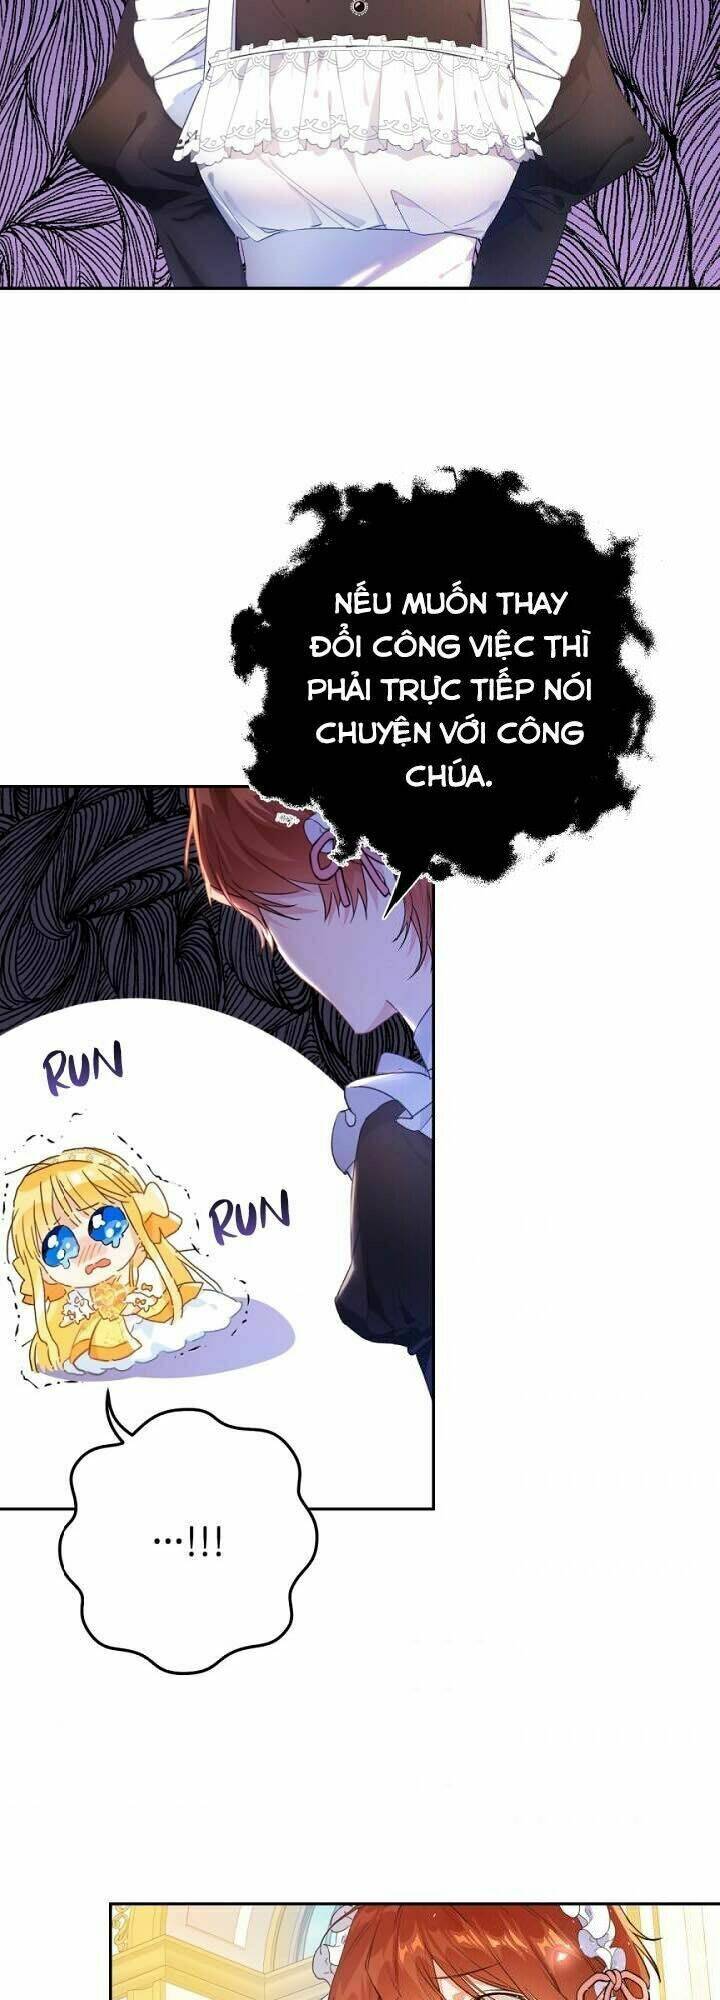 NẾU MUỐN THAY
ĐỔI CÔNG VIỆC THÌ
PHẢI TRỰC TIẾP NÓI
CHUYỆN VỚI CÔNG
CHÚA.
RUN
RUN
...!!!